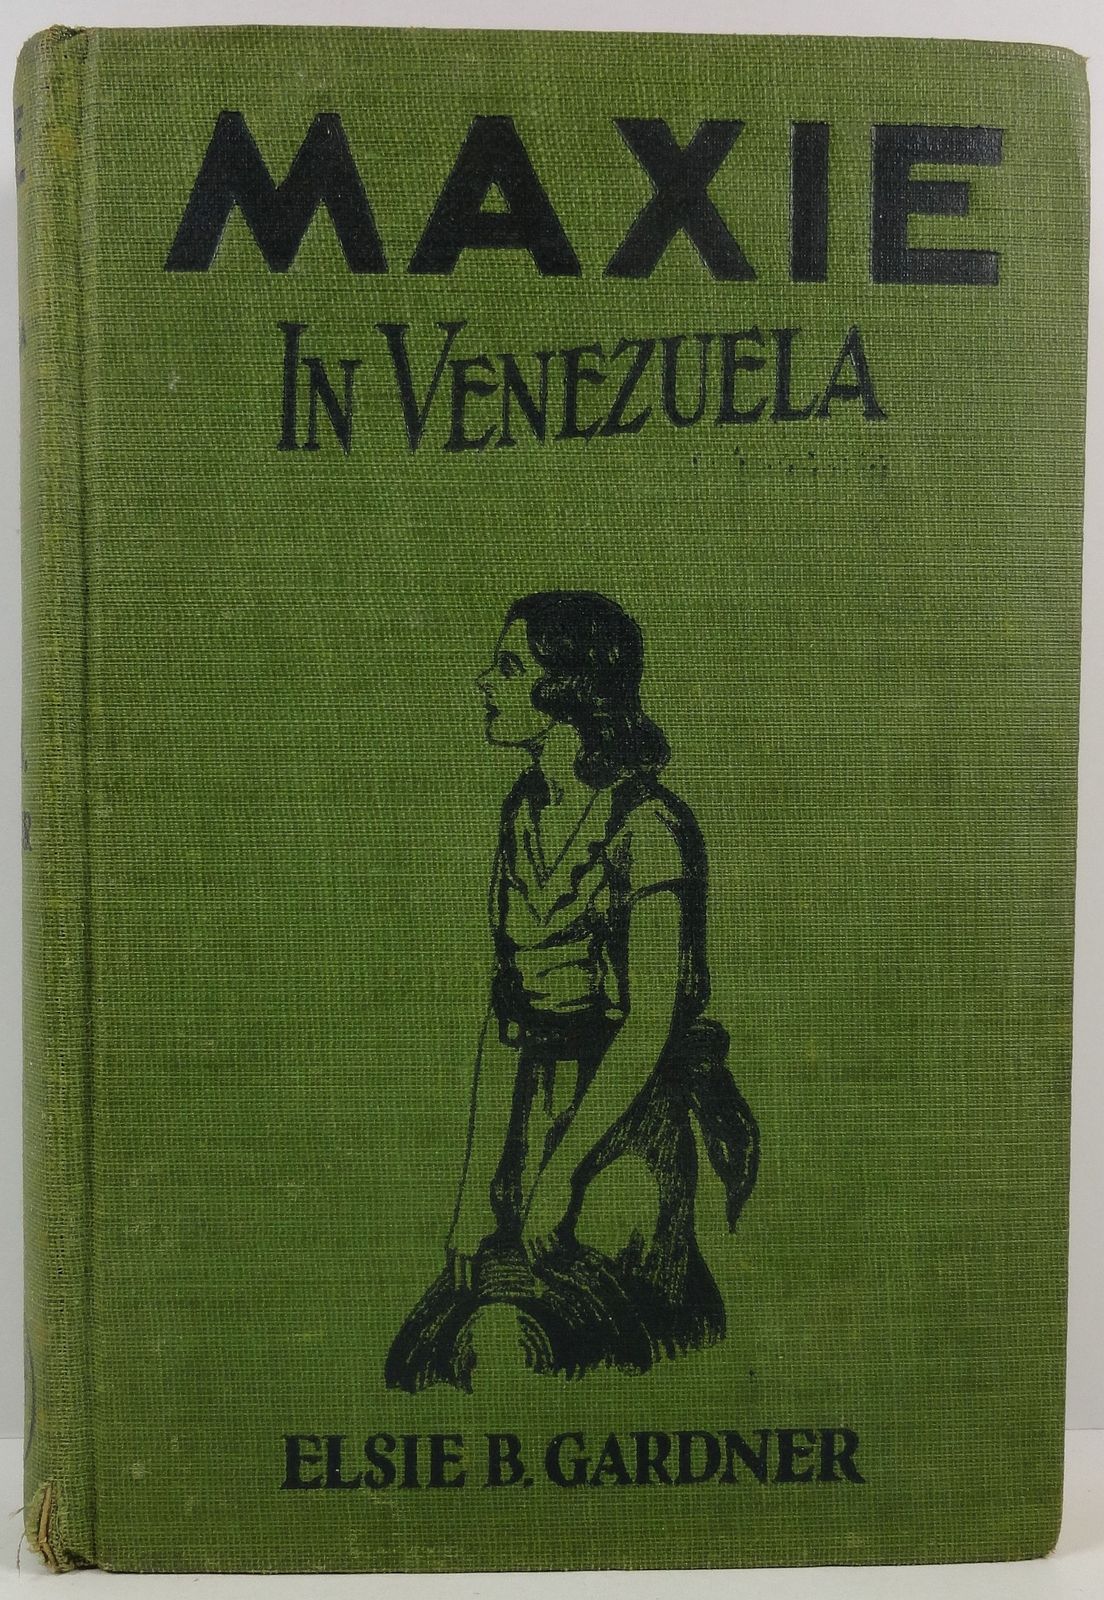 MAXIE
IN VENEZUELA
ELSIE B. GARDNER